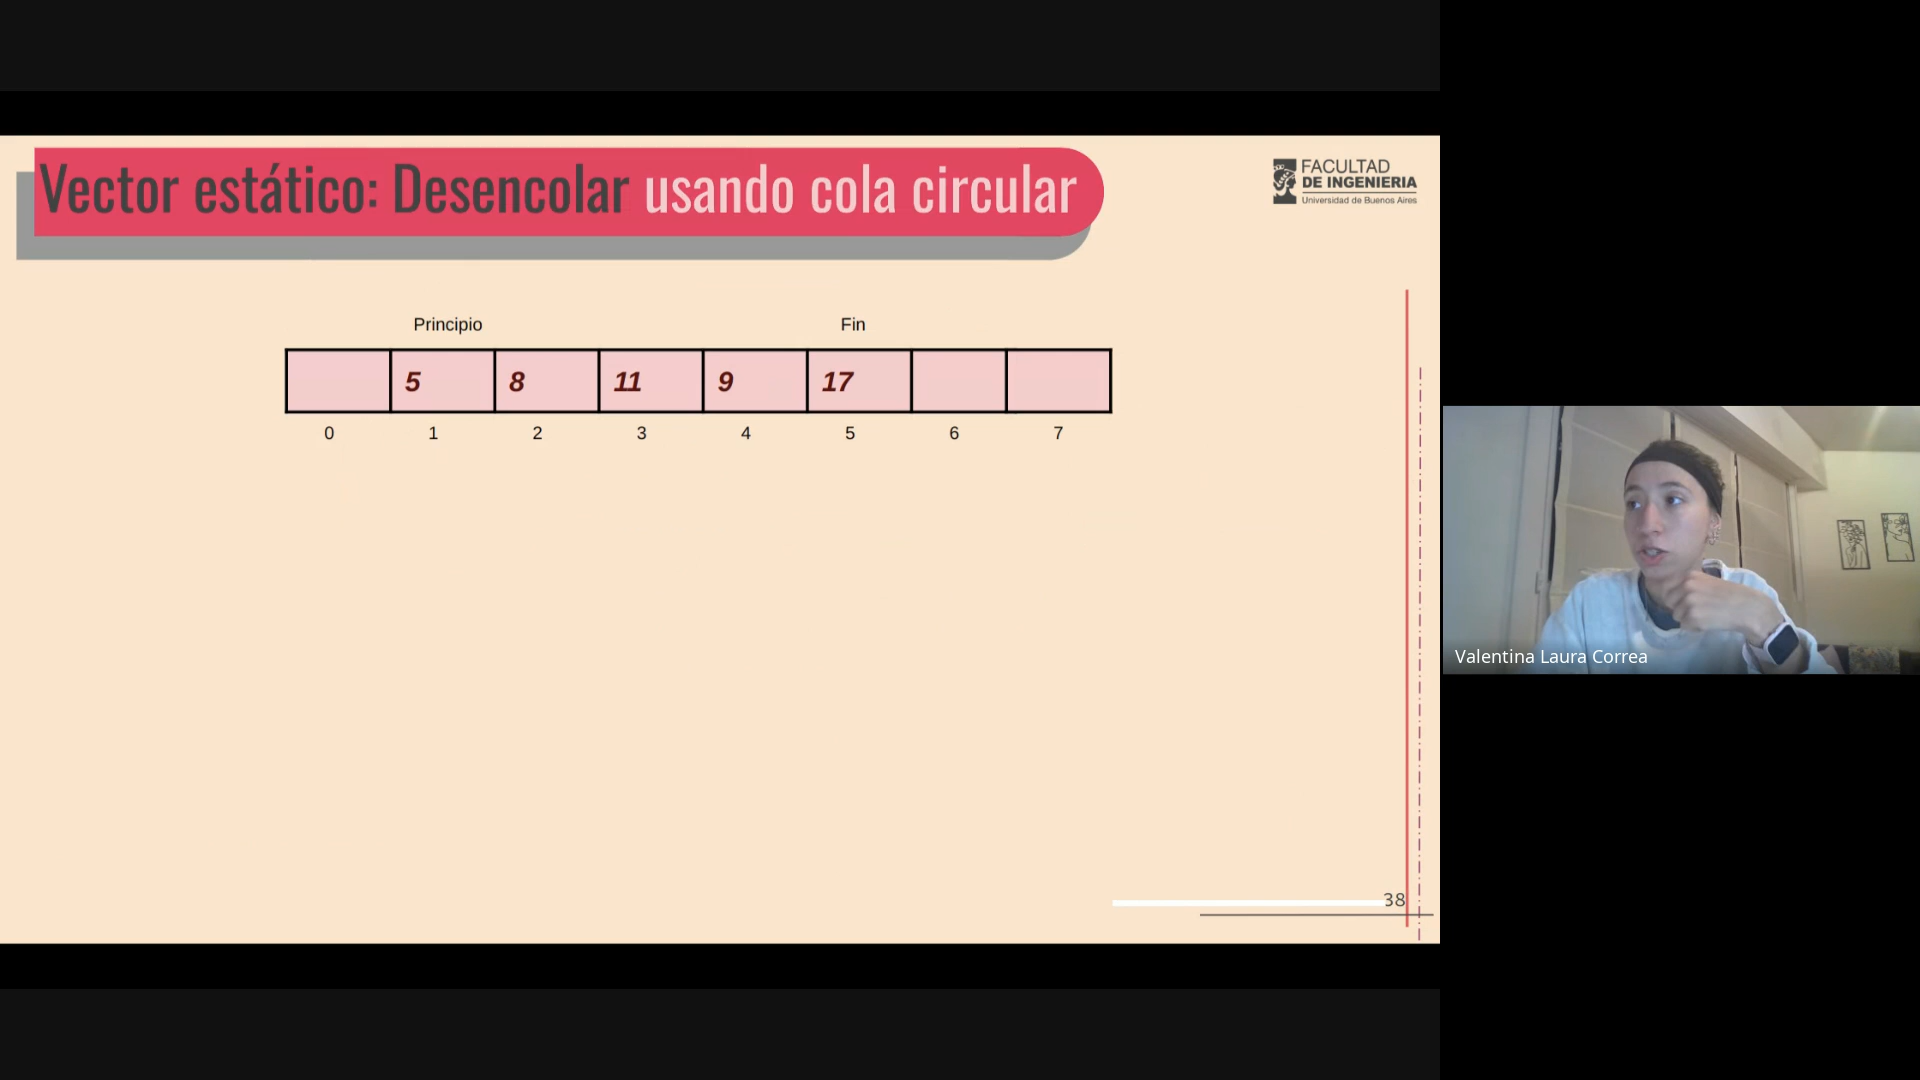 Vector estático: Desencolar usando cola circular
FACULTAD
DE INGENIERIA
Universidad de Buenos Aires
Principio Fin
5 8 11 9 17
0 1 2 3 4 5 6 7
Valentina Laura Correa
38